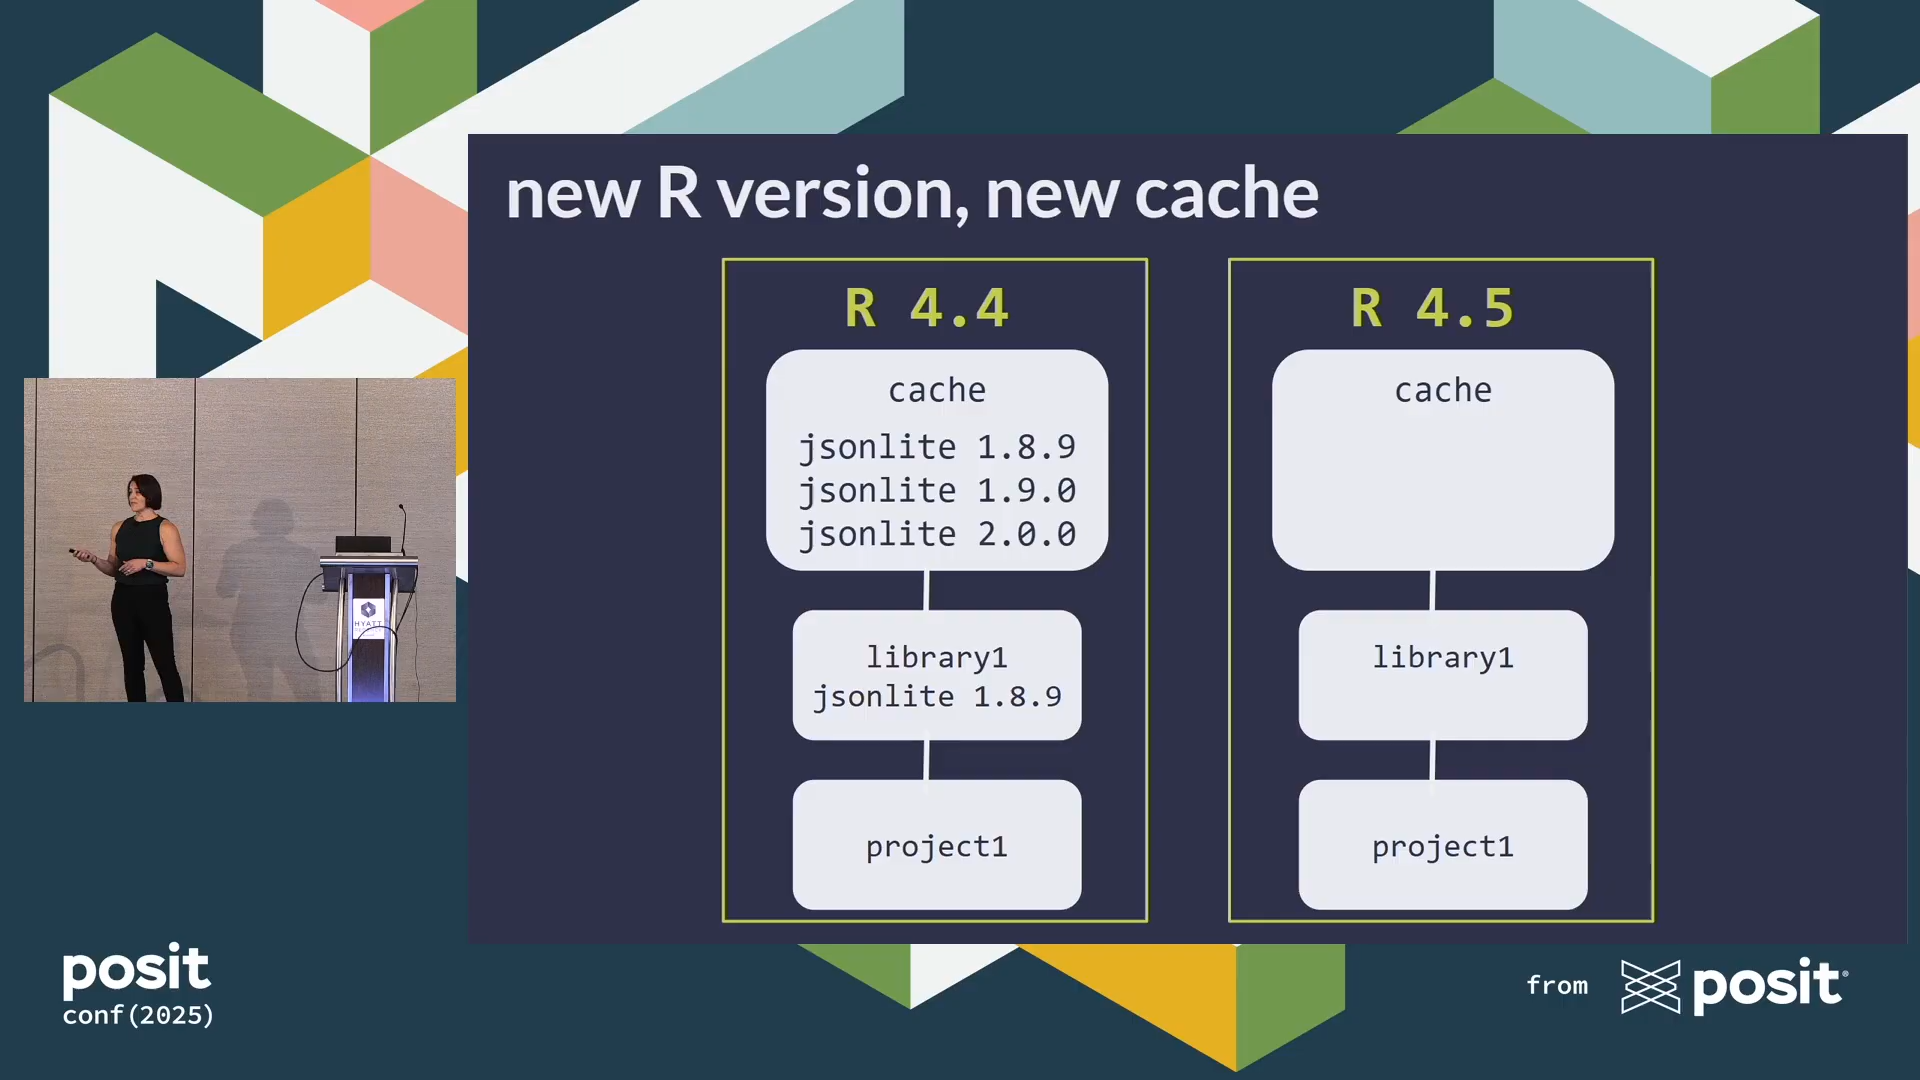 new R version, new cache
R 4.4
cache
jsonlite 1.8.9
jsonlite 1.9.0
jsonlite 2.0.0
library1
jsonlite 1.8.9
project1
R 4.5
cache
library1
project1
HYATT
posit
conf(2025)
from
posit®